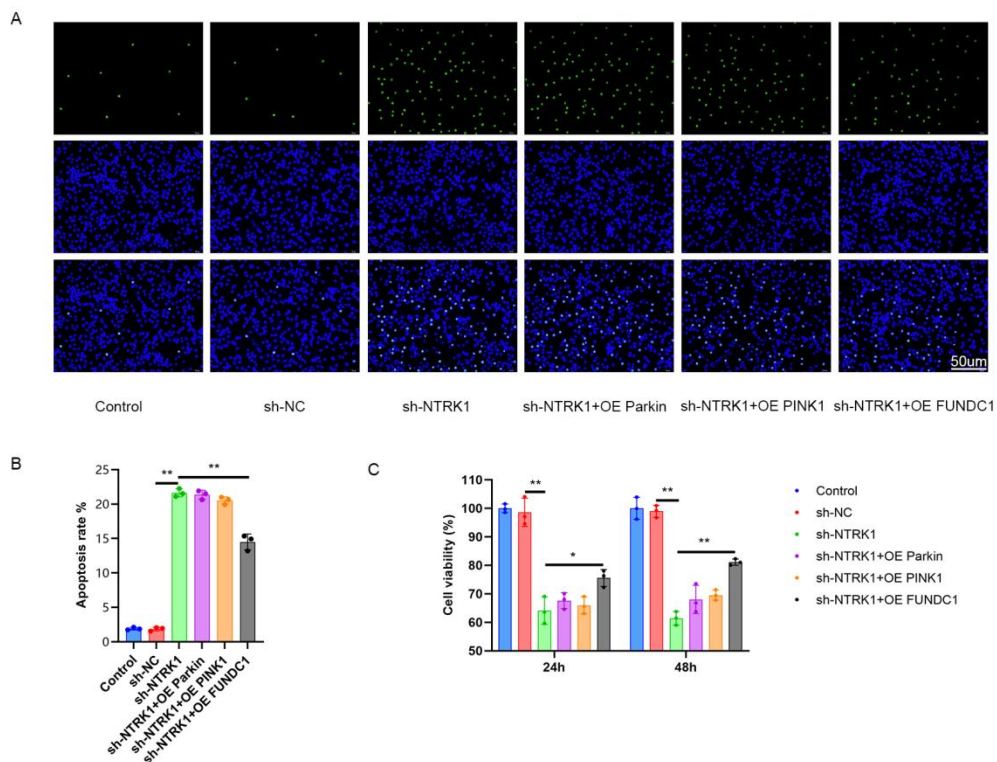 A
50um
Control
sh-NC
sh-NTRK1
sh-NTRK1+OE Parkin
sh-NTRK1+OE PINK1
sh-NTRK1+OE FUNDC1
B
Apoptosis rate %
25
20
15
10
5
0
**
**
Control
sh-NC
sh-NTRK1
sh-NTRK1+OE Parkin
sh-NTRK1+OE PINK1
sh-NTRK1+OE FUNDC1
C
Cell viability (%)
100
90
80
70
60
50
**
*
**
**
24h
48h
Control
sh-NC
sh-NTRK1
sh-NTRK1+OE Parkin
sh-NTRK1+OE PINK1
sh-NTRK1+OE FUNDC1